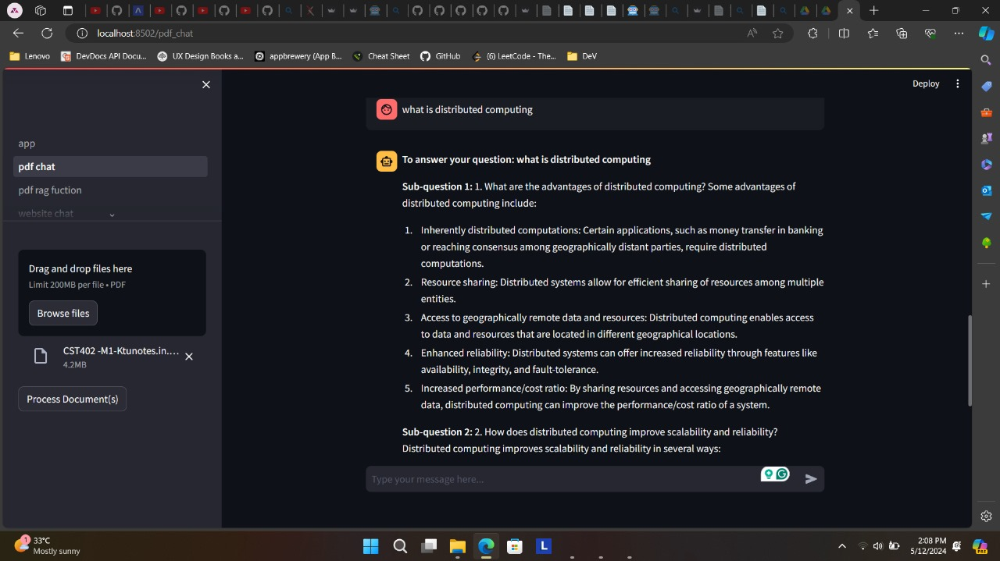 localhost:8502/pdf_chat
Lenovo
DevDocs API Docu...
UX Design Books a...
appbrewery (App B...
Cheat Sheet
GitHub
(6) LeetCode - The...
DeV
Deploy
app
pdf chat
pdf rag fuction
website chat
Drag and drop files here
Limit 200MB per file • PDF
Browse files
CST402 -M1-Ktunotes.in....
4.2MB
Process Document(s)
what is distributed computing
To answer your question: what is distributed computing
Sub-question 1: 1. What are the advantages of distributed computing? Some advantages of
distributed computing include:
1. Inherently distributed computations: Certain applications, such as money transfer in banking
or reaching consensus among geographically distant parties, require distributed
computations.
2. Resource sharing: Distributed systems allow for efficient sharing of resources among multiple
entities.
3. Access to geographically remote data and resources: Distributed computing enables access
to data and resources that are located in different geographical locations.
4. Enhanced reliability: Distributed systems can offer increased reliability through features like
availability, integrity, and fault-tolerance.
5. Increased performance/cost ratio: By sharing resources and accessing geographically remote
data, distributed computing can improve the performance/cost ratio of a system.
Sub-question 2: 2. How does distributed computing improve scalability and reliability?
Distributed computing improves scalability and reliability in several ways:
Type your message here...
1
33°C
Mostly sunny
L
2:08 PM
5/12/2024